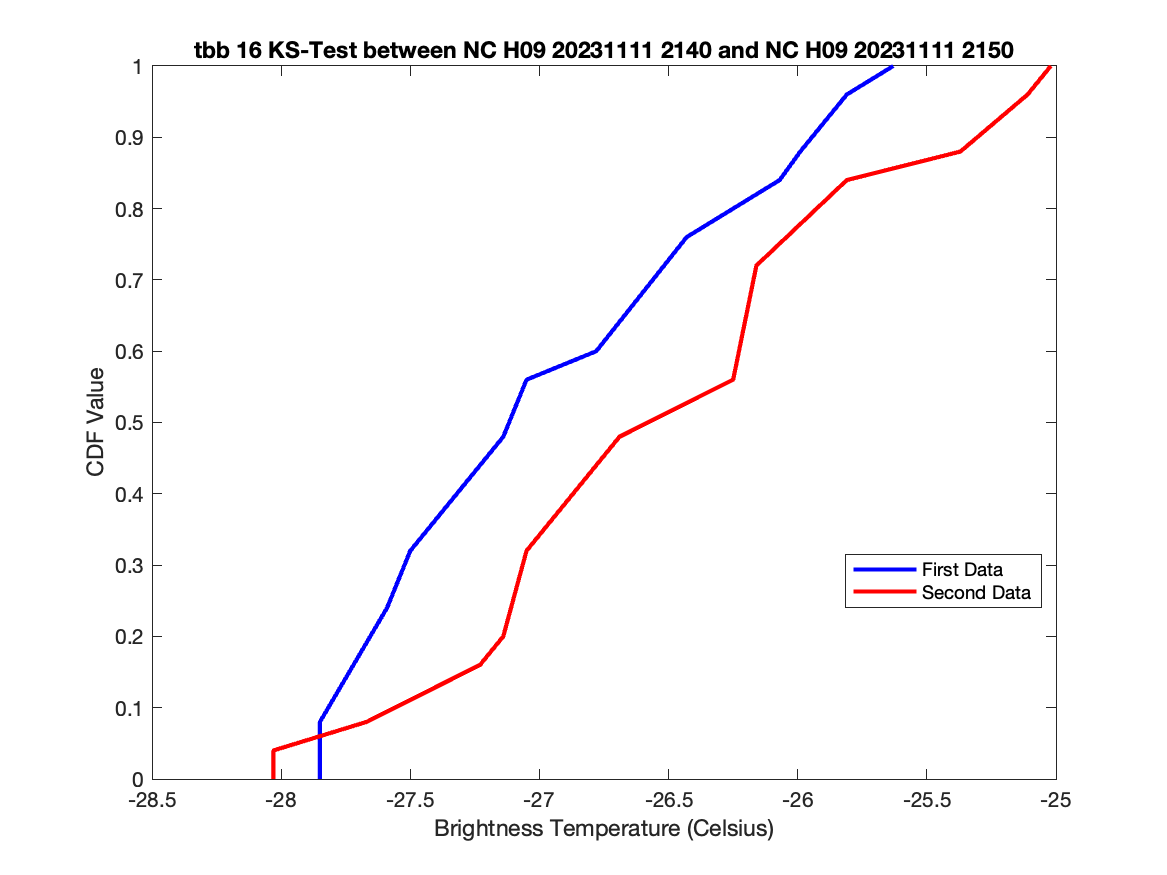 tbb 16 KS-Test between NC H09 20231111 2140 and NC H09 20231111 2150
1
0.9
0.8
0.7
0.6
0.5
0.4
0.3
0.2
0.1
0
CDF Value
First Data
Second Data
-28.5 -28 -27.5 -27 -26.5 -26 -25.5 -25
Brightness Temperature (Celsius)